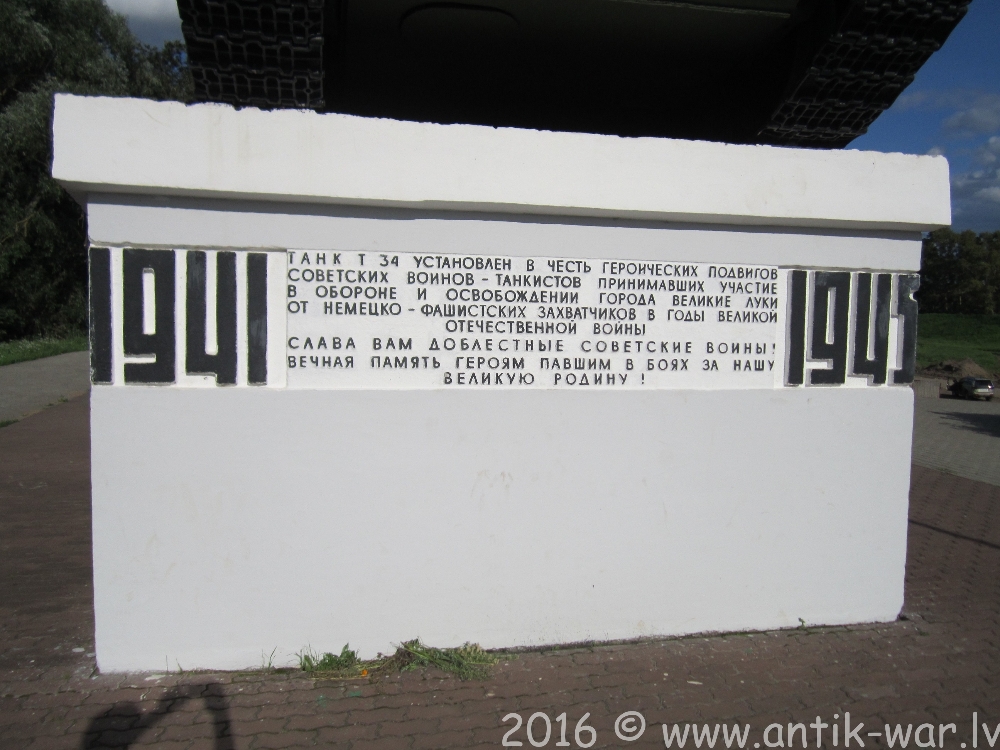 1941
ТАНК Т 34 УСТАНОВЛЕН В ЧЕСТЬ ГЕРОИЧЕСКИХ ПОДВИГОВ
СОВЕТСКИХ ВОИНОВ - ТАНКИСТОВ ПРИНИМАВШИХ УЧАСТИЕ
В ОБОРОНЕ И ОСВОБОЖДЕНИИ ГОРОДА ВЕЛИКИЕ ЛУКИ
ОТ НЕМЕЦКО - ФАШИСТСКИХ ЗАХВАТЧИКОВ В ГОДЫ ВЕЛИКОЙ
ОТЕЧЕСТВЕННОЙ ВОЙНЫ
СЛАВА ВАМ ДОБЛЕСТНЫЕ СОВЕТСКИЕ ВОИНЫ!
ВЕЧНАЯ ПАМЯТЬ ГЕРОЯМ ПАВШИМ В БОЯХ ЗА НАШУ
ВЕЛИКУЮ РОДИНУ !
1945
2016 © www.antik-war.lv